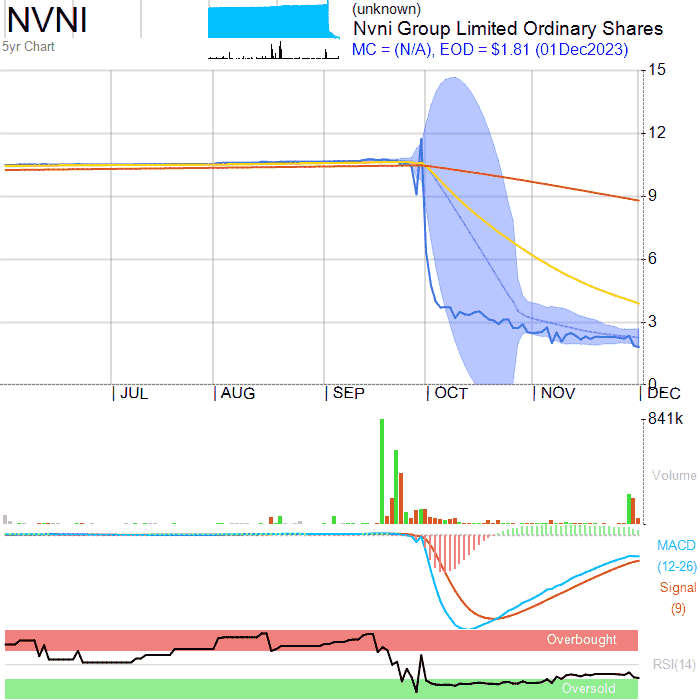 NVNI
(unknown)
Nvni Group Limited Ordinary Shares
5yr Chart
MC = (N/A), EOD = $1.81 (01Dec2023)
15
12
9
6
3
0
JUL
AUG
SEP
OCT
NOV
DEC
841k
Volume
MACD
(12-26)
Signal
(9)
Overbought
RSI(14)
Oversold